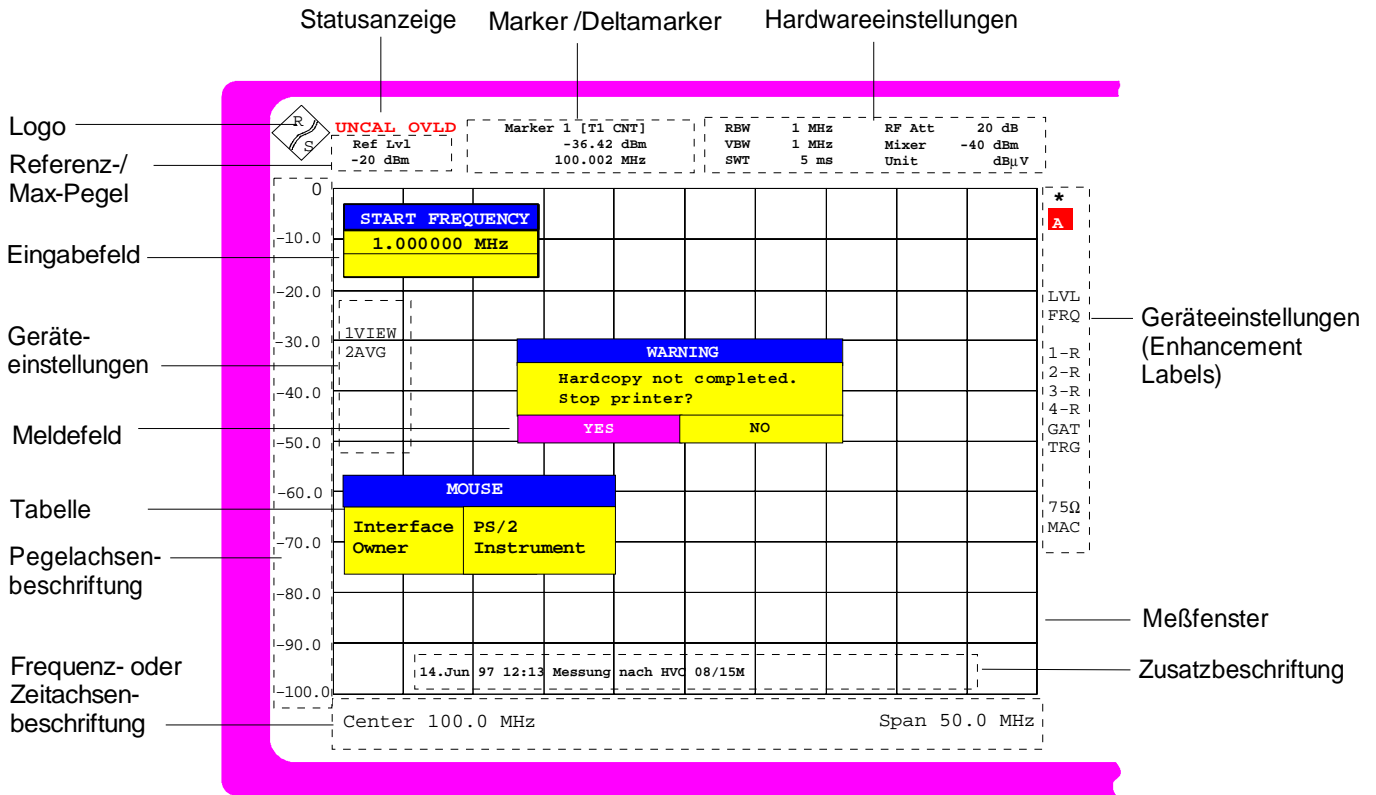 Statusanzeige
Marker /Deltamarker
Hardwareeinstellungen
Logo
Referenz-/
Max-Pegel
Eingabefeld
Geräte-
einstellungen
Meldefeld
Tabelle
Pegelachsen-
beschriftung
Frequenz- oder
Zeitachsen-
beschriftung
R
S
UNCAL OVLD
Ref Lvl
-20 dBm
Marker 1 [T1 CNT]
-36.42 dBm
100.002 MHz
RBW 1 MHz RF Att 20 dB
VBW 1 MHz Mixer -40 dBm
SWT 5 ms Unit dBµV
0
-10.0
-20.0
-30.0
-40.0
-50.0
-60.0
-70.0
-80.0
-90.0
-100.0
START FREQUENCY
1.000000 MHz
1VIEW
2AVG
WARNING
Hardcopy not completed.
Stop printer?
YES NO
MOUSE
Interface PS/2
Owner Instrument
14.Jun 97 12:13 Messung nach HVC 08/15M
Center 100.0 MHz Span 50.0 MHz
*
A
LVL
FRQ
1-R
2-R
3-R
4-R
GAT
TRG
75Ω
MAC
Geräteeinstellungen
(Enhancement
Labels)
Meßfenster
Zusatzbeschriftung